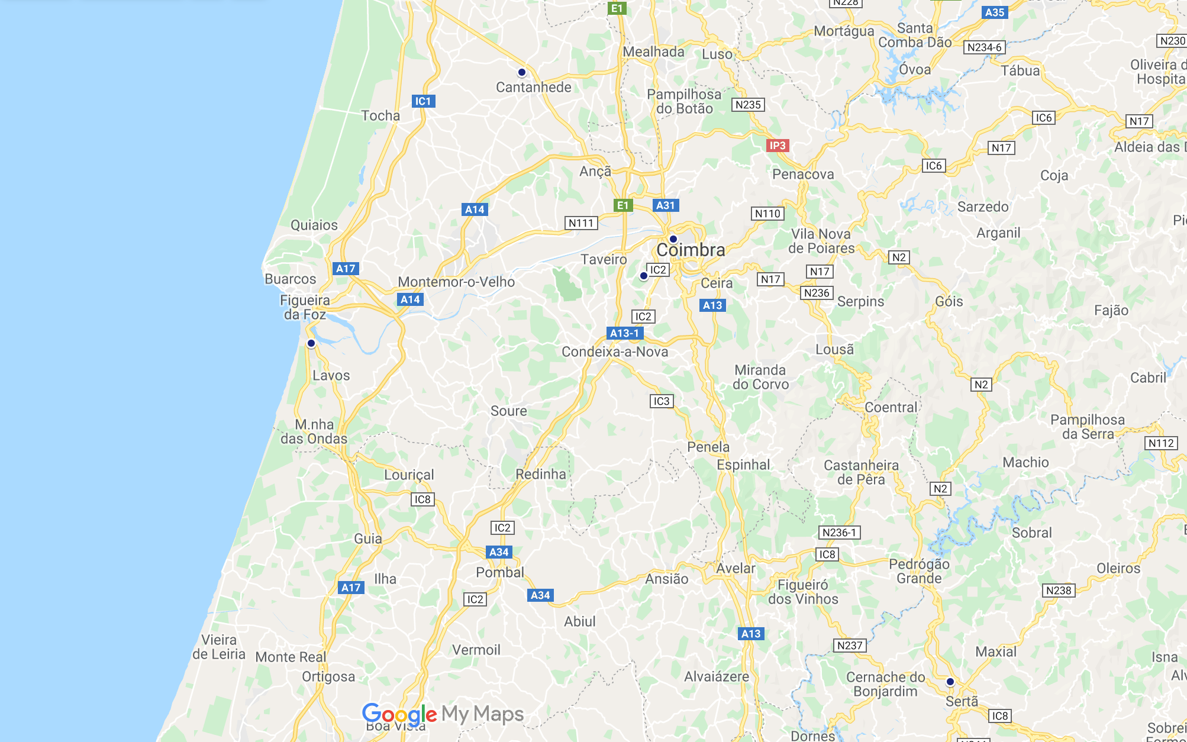 E1
N228
A35
Mortágua
Santa
Comba Dão
N230
Mealhada
Luso
N234-6
Óvoa
Tábua
Oliveira d
Hospita
Cantanhede
IC1
Pampilhosa
do Botão
N235
Tocha
IC6
N17
IP3
N17
Aldeia das
Ançã
Penacova
IC6
Coja
A14
E1
A31
N110
Sarzedo
Quiaios
N111
Vila Nova
de Poiares
Arganil
Coimbra
Taveiro
N2
A17
IC2
N17
Buarcos
Montemor-o-Velho
Ceira
N17
N236
Figueira
da Foz
A14
A13
Serpins
Góis
Fajão
IC2
A13-1
Condeixa-a-Nova
Lousã
Lavos
Miranda
do Corvo
Cabril
N2
IC3
Soure
Coentral
M.nha
das Ondas
Pampilhosa
da Serra
Penela
N112
Louriçal
Redinha
Espinhal
Castanheira
de Pêra
Machio
IC8
N2
IC2
Guia
N236-1
Sobral
A34
IC8
Pombal
Avelar
Pedrógão
Grande
Oleiros
Ilha
Ansião
A17
IC2
A34
Figueiró
dos Vinhos
N238
Abiul
A13
Vieira
de Leiria
Monte Real
Vermoil
N237
Maxial
Isna
Ortigosa
Alvaiázere
Cernache do
Bonjardim
Sertã
IC8
Google My Maps
Boa Vista
Dornes
Sobrei